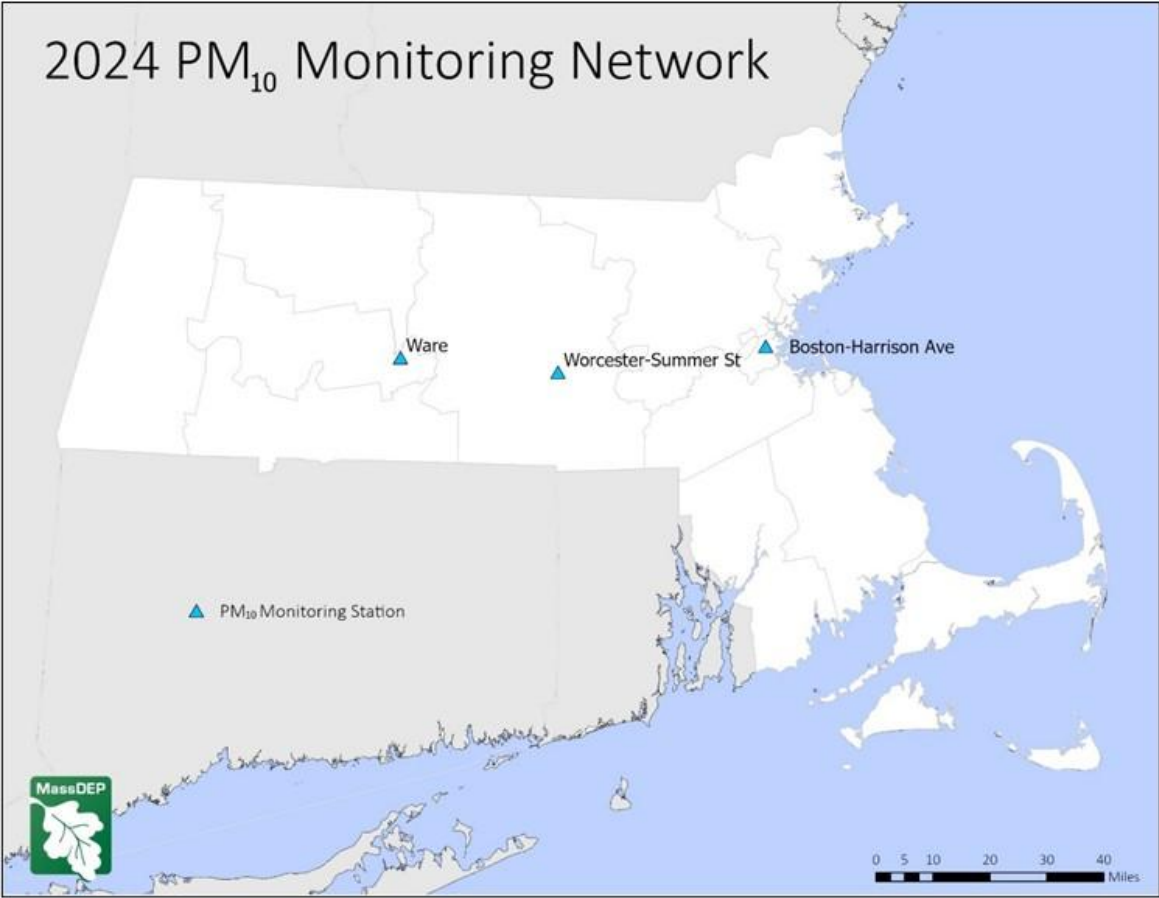 2024 PM₁₀ Monitoring Network
Ware
Worcester-Summer St
Boston-Harrison Ave
PM₁₀ Monitoring Station
MassDEP
0 5 10 20 30 40
Miles